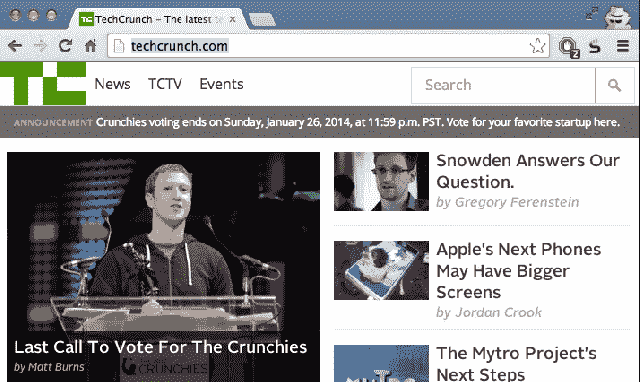 TechCrunch – The latest te
techcrunch.com
TC
News TCTV Events
Search
ANNOUNCEMENT Crunchies voting ends on Sunday, January 26, 2014, at 11:59 p.m. PST. Vote for your favorite startup here.
Last Call To Vote For The Crunchies
by Matt Burns
CRUNCHIES
Snowden Answers Our
Question.
by Gregory Ferenstein
Apple's Next Phones
May Have Bigger
Screens
by Jordan Crook
The Mytro Project's
Next Steps